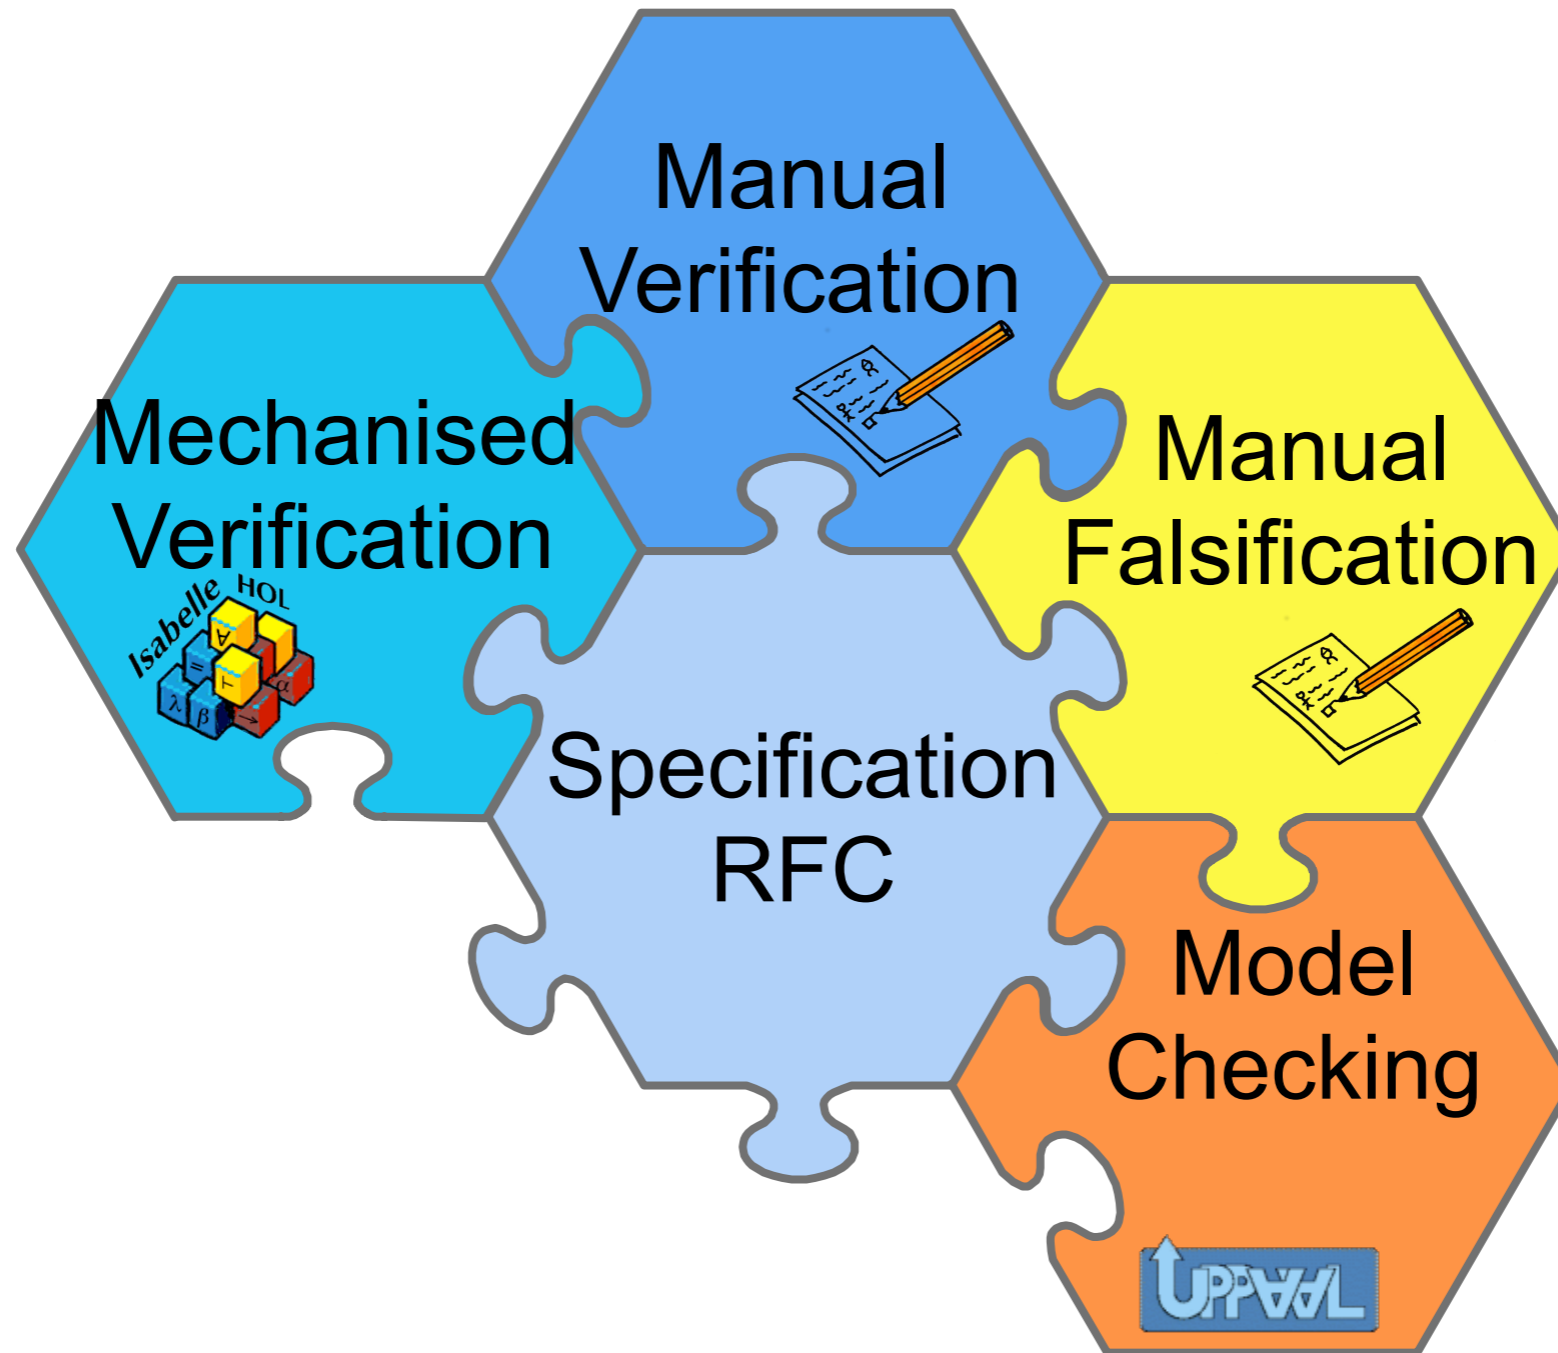 Manual
Verification
Mechanised
Verification
Isabelle
HOL
∀
=
⊢
α
λ
β
→
Manual
Falsification
Specification
RFC
Model
Checking
UPPAAL